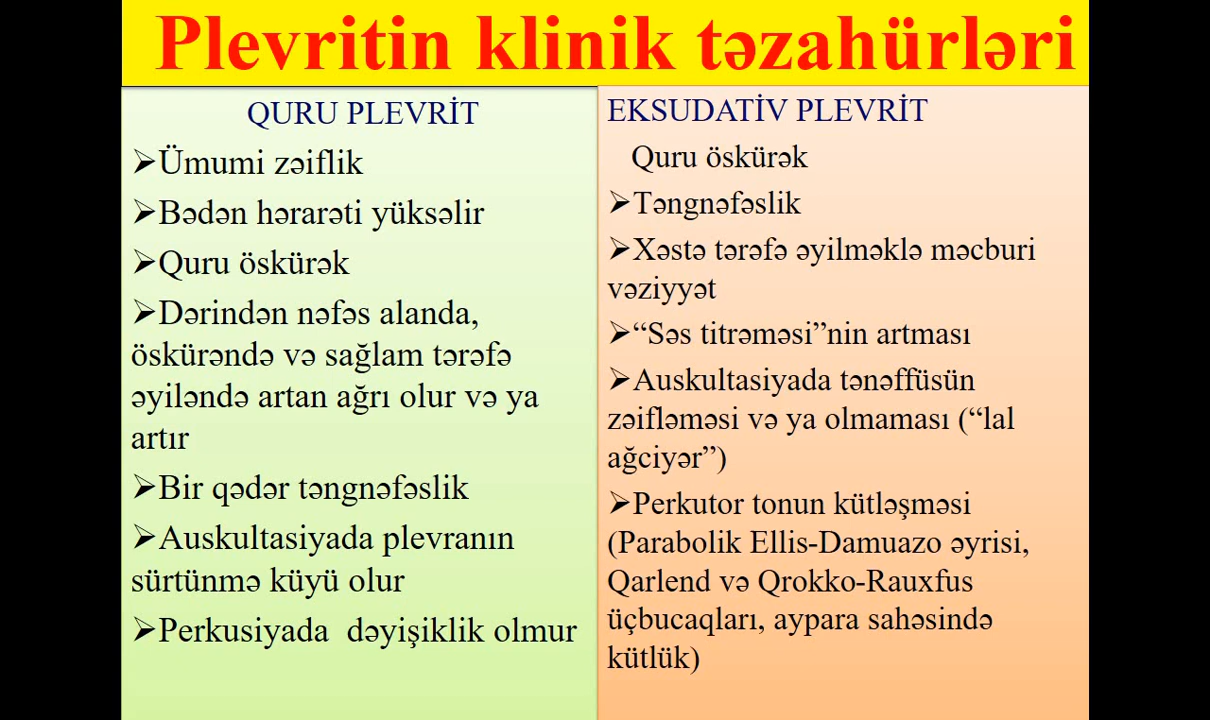 Plevritin klinik təzahürləri
QURU PLEVRİT
➢Ümumi zəiflik
➢Bədən hərarəti yüksəlir
➢Quru öskürək
➢Dərindən nəfəs alanda,
öskürəndə və sağlam tərəfə
əyiləndə artan ağrı olur və ya
artır
➢Bir qədər təngnəfəslik
➢Auskultasiyada plevranın
sürtünmə küyü olur
➢Perkusiyada dəyişiklik olmur
EKSUDATİV PLEVRİT
Quru öskürək
➢Təngnəfəslik
➢Xəstə tərəfə əyilməklə məcburi
vəziyyət
➢“Səs titrəməsi”nin artması
➢Auskultasiyada tənəffüsün
zəifləməsi və ya olmaması (“lal
ağciyər”)
➢Perkutor tonun kütləşməsi
(Parabolik Ellis-Damuazo əyrisi,
Qarlend və Qrokko-Rauxfus
üçbucaqları, aypara sahəsində
kütlük)